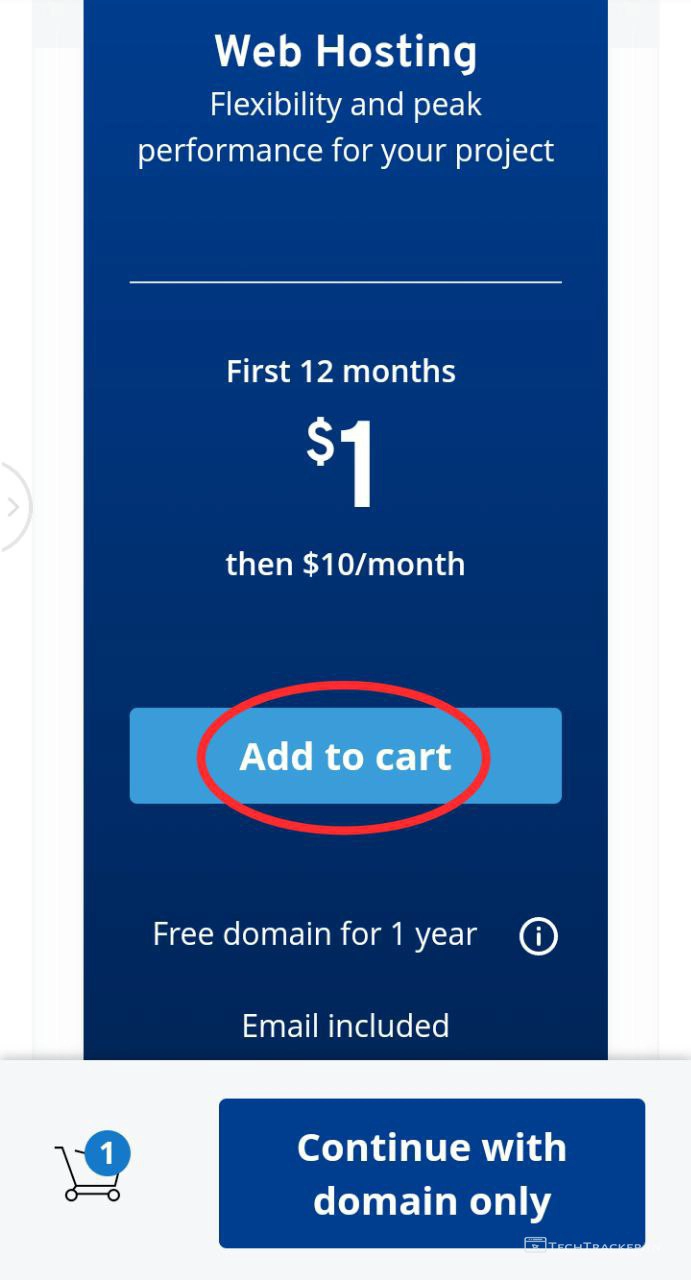 Web Hosting
Flexibility and peak
performance for your project
First 12 months
$1
then $10/month
Add to cart
Free domain for 1 year
Email included
1
Continue with
domain only